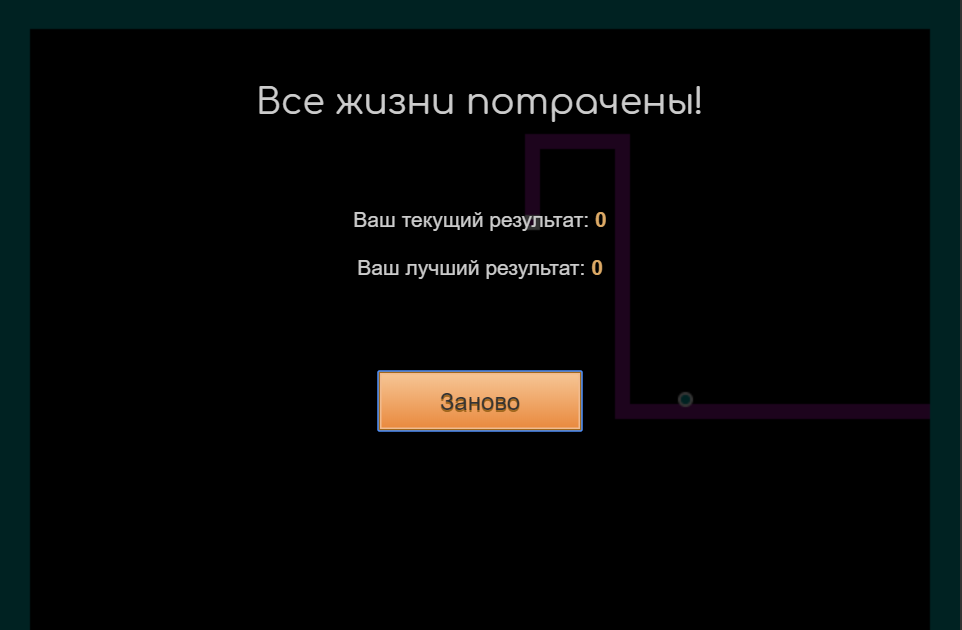 Все жизни потрачены!
Ваш текущий результат: 0
Ваш лучший результат: 0
Заново